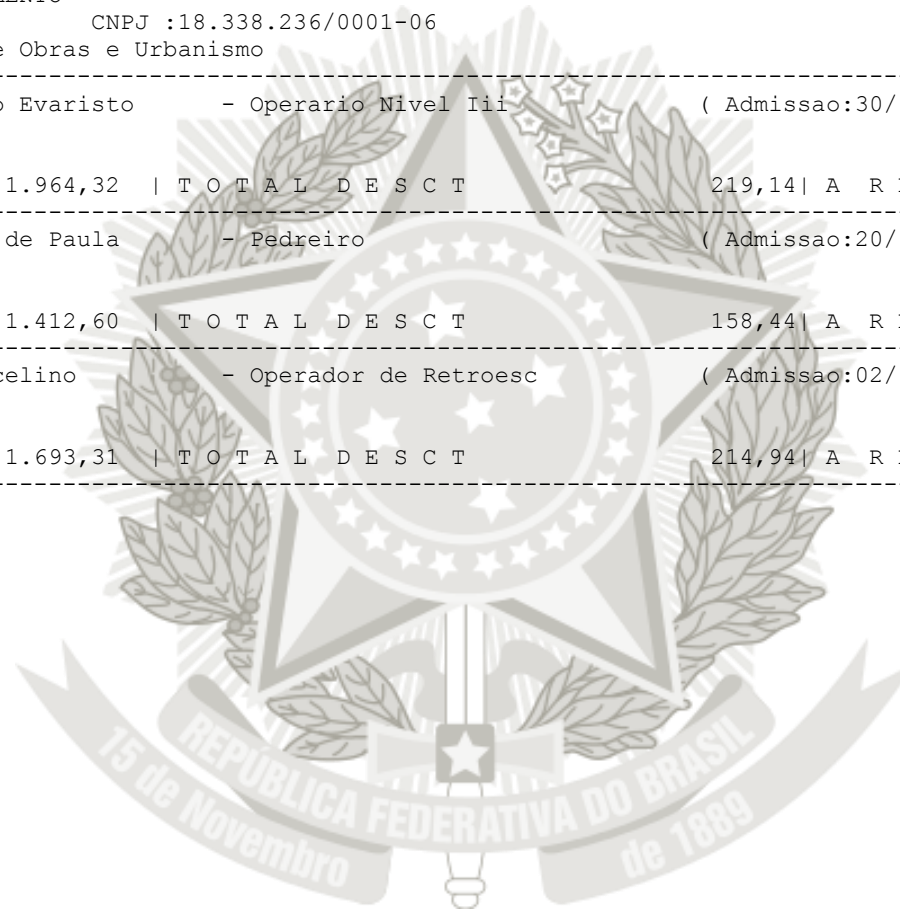 CNPJ :18.338.236/0001-06
e Obras e Urbanismo
--------------------------------------------------------------------
o Evaristo - Operario Nivel Iii ( Admissao:30/
1.964,32 | T O T A L D E S C T 219,14| A R
--------------------------------------------------------------------
de Paula - Pedreiro ( Admissao:20/
1.412,60 | T O T A L D E S C T 158,44| A R
--------------------------------------------------------------------
celino - Operador de Retroesc ( Admissao:02/
1.693,31 | T O T A L D E S C T 214,94| A R
--------------------------------------------------------------------
REPÚBLICA FEDERATIVA DO BRASIL
15 de Novembro de 1889